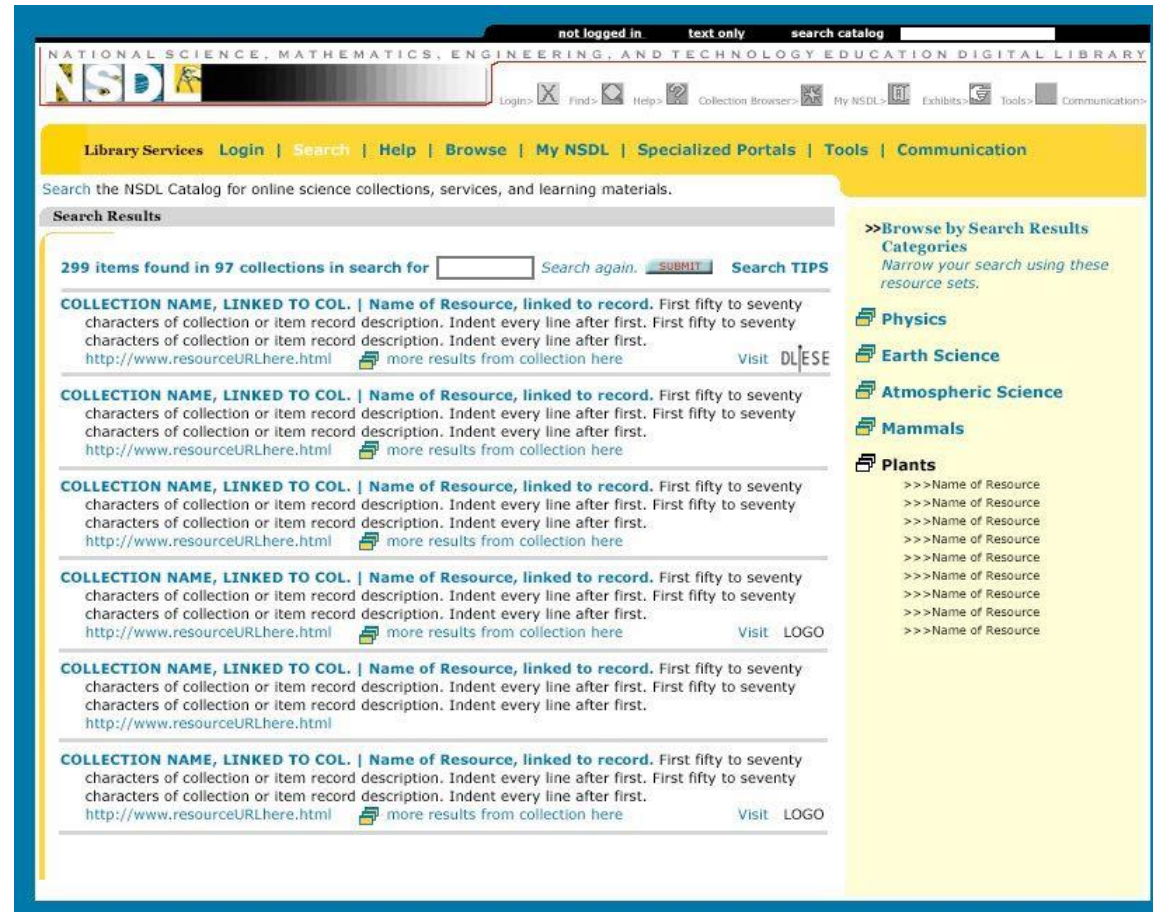 not logged in text only search catalog
NATIONAL SCIENCE, MATHEMATICS, ENGINEERING, AND TECHNOLOGY EDUCATION DIGITAL LIBRARY
NSDL
Login> Find> Help> Collection Browser> My NSDL> Exhibits> Tools> Communication>
Library Services Login | Search | Help | Browse | My NSDL | Specialized Portals | Tools | Communication
Search the NSDL Catalog for online science collections, services, and learning materials.
Search Results
299 items found in 97 collections in search for Search again. SUBMIT Search TIPS
COLLECTION NAME, LINKED TO COL. | Name of Resource, linked to record. First fifty to seventy
characters of collection or item record description. Indent every line after first. First fifty to seventy
characters of collection or item record description. Indent every line after first.
http://www.resourceURLhere.html more results from collection here Visit DLESE
COLLECTION NAME, LINKED TO COL. | Name of Resource, linked to record. First fifty to seventy
characters of collection or item record description. Indent every line after first. First fifty to seventy
characters of collection or item record description. Indent every line after first.
http://www.resourceURLhere.html more results from collection here
COLLECTION NAME, LINKED TO COL. | Name of Resource, linked to record. First fifty to seventy
characters of collection or item record description. Indent every line after first. First fifty to seventy
characters of collection or item record description. Indent every line after first.
http://www.resourceURLhere.html more results from collection here
COLLECTION NAME, LINKED TO COL. | Name of Resource, linked to record. First fifty to seventy
characters of collection or item record description. Indent every line after first. First fifty to seventy
characters of collection or item record description. Indent every line after first.
http://www.resourceURLhere.html more results from collection here Visit LOGO
COLLECTION NAME, LINKED TO COL. | Name of Resource, linked to record. First fifty to seventy
characters of collection or item record description. Indent every line after first. First fifty to seventy
characters of collection or item record description. Indent every line after first.
http://www.resourceURLhere.html
COLLECTION NAME, LINKED TO COL. | Name of Resource, linked to record. First fifty to seventy
characters of collection or item record description. Indent every line after first. First fifty to seventy
characters of collection or item record description. Indent every line after first.
http://www.resourceURLhere.html more results from collection here Visit LOGO
>>Browse by Search Results
Categories
Narrow your search using these
resource sets.
Physics
Earth Science
Atmospheric Science
Mammals
Plants
>>>Name of Resource
>>>Name of Resource
>>>Name of Resource
>>>Name of Resource
>>>Name of Resource
>>>Name of Resource
>>>Name of Resource
>>>Name of Resource
>>>Name of Resource